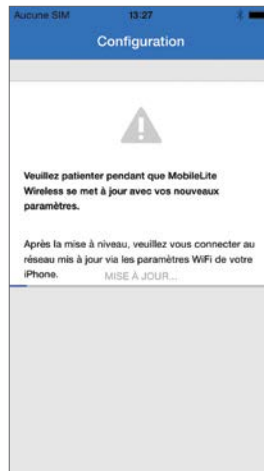 Aucune SIM 13:27
Configuration
Veuillez patienter pendant que MobileLite
Wireless se met à jour avec vos nouveaux
paramètres.
Après la mise à niveau, veuillez vous connecter au
réseau mis à jour via les paramètres WiFi de votre
iPhone.
MISE À JOUR...